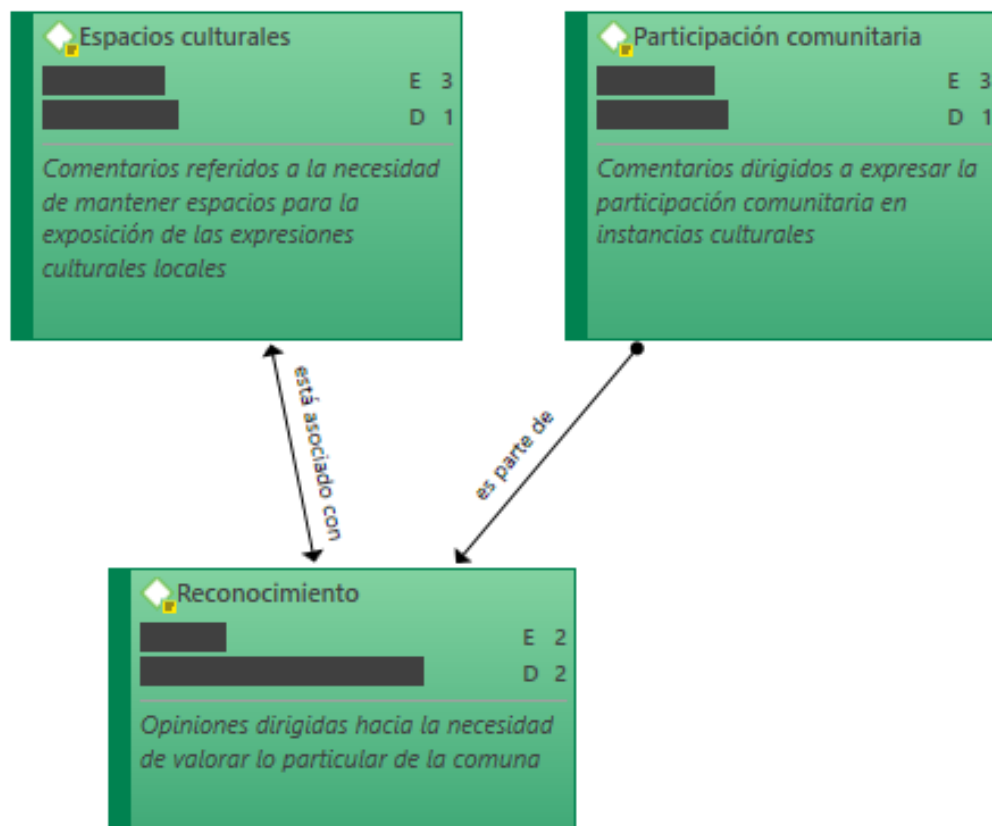 Espacios culturales
E 3
D 1
Comentarios referidos a la necesidad
de mantener espacios para la
exposición de las expresiones
culturales locales
Participación comunitaria
E 3
D 1
Comentarios dirigidos a expresar la
participación comunitaria en
instancias culturales
está asociado con
es parte de
Reconocimiento
E 2
D 2
Opiniones dirigidas hacia la necesidad
de valorar lo particular de la comuna